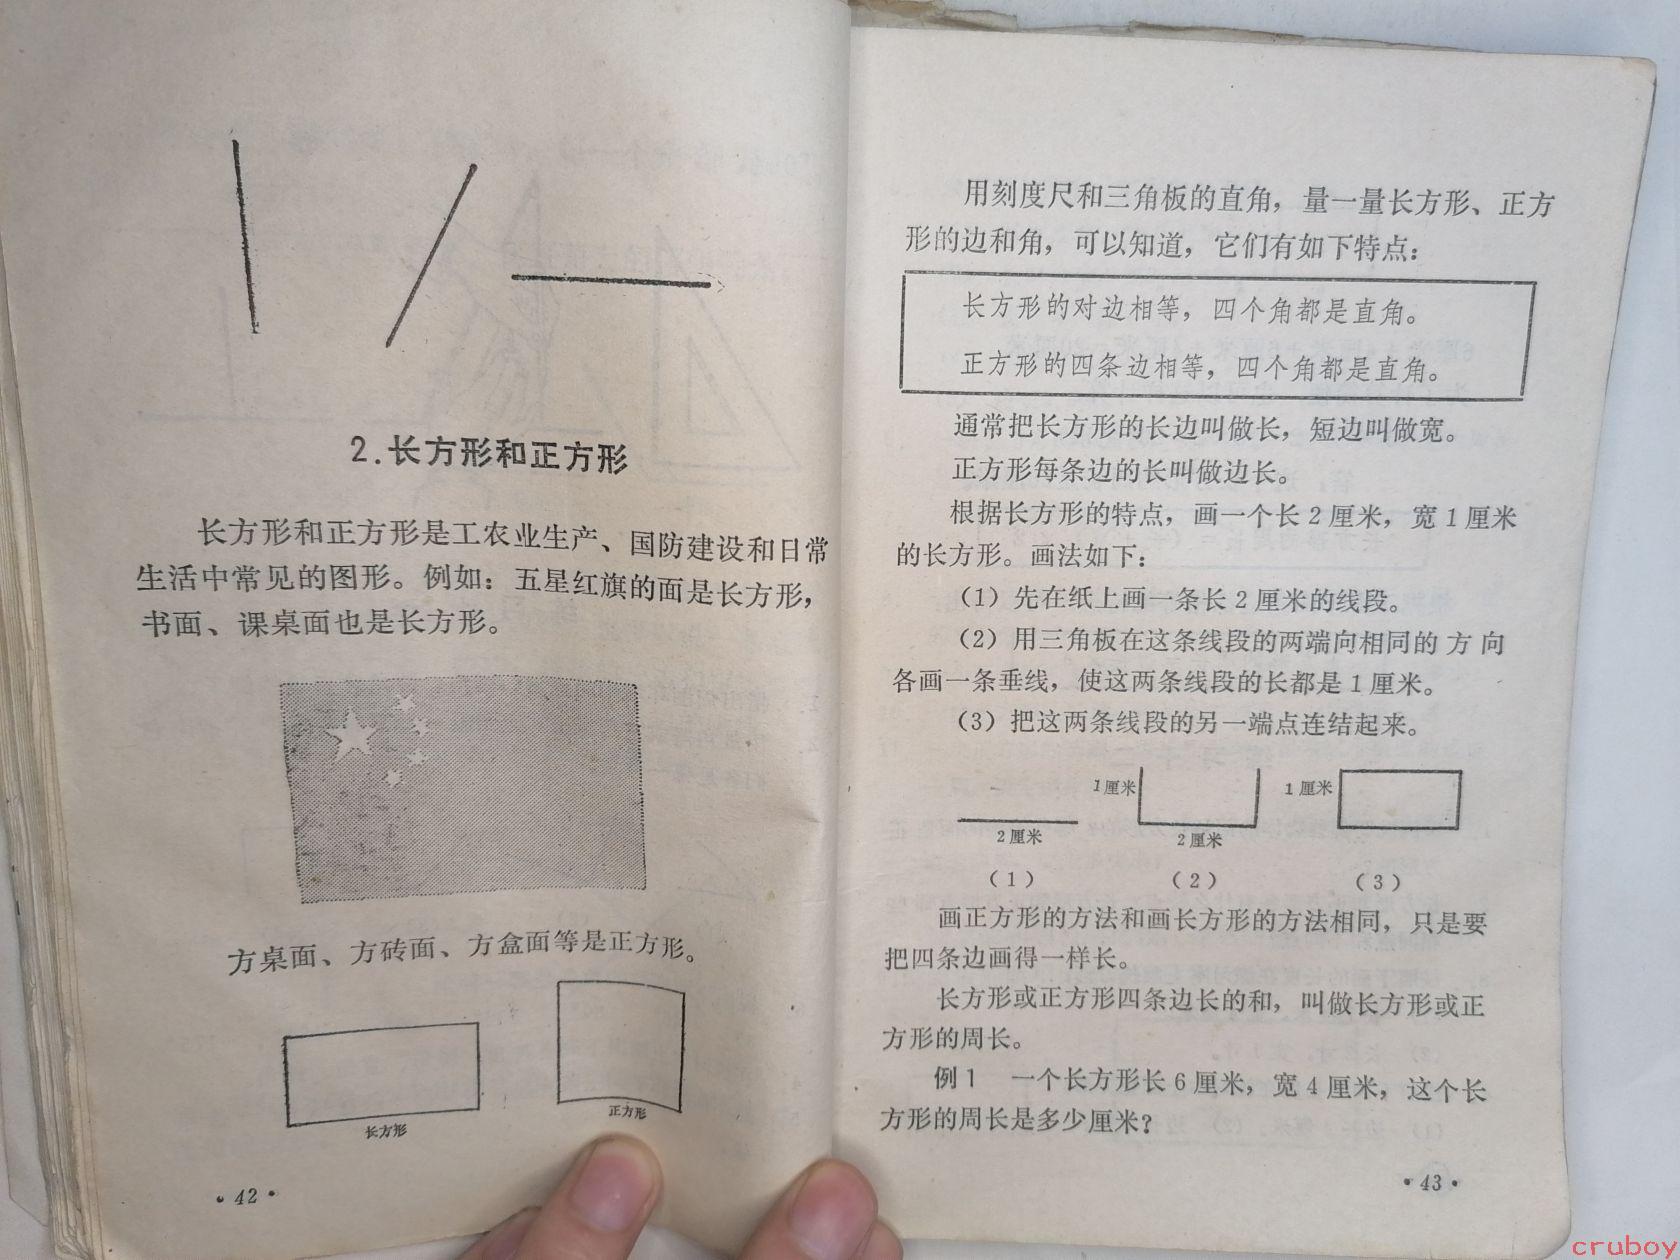 2.长方形和正方形
长方形和正方形是工农业生产、国防建设和日常
生活中常见的图形。例如：五星红旗的面是长方形，
书面、课桌面也是长方形。
方桌面、方砖面、方盒面等是正方形。
长方形
正方形
·42·
用刻度尺和三角板的直角，量一量长方形、正方
形的边和角，可以知道，它们有如下特点：
长方形的对边相等，四个角都是直角。
正方形的四条边相等，四个角都是直角。
通常把长方形的长边叫做长，短边叫做宽。
正方形每条边的长叫做边长。
根据长方形的特点，画一个长2厘米，宽1厘米
的长方形。画法如下：
（1）先在纸上画一条长2厘米的线段。
（2）用三角板在这条线段的两端向相同的方向
各画一条垂线，使这两条线段的长都是1厘米。
（3）把这两条线段的另一端点连结起来。
1厘米
1厘米
2厘米
2厘米
（1）
（2）
（3）
画正方形的方法和画长方形的方法相同，只是要
把四条边画得一样长。
长方形或正方形四条边长的和，叫做长方形或正
方形的周长。
例1 一个长方形长6厘米，宽4厘米，这个长
方形的周长是多少厘米？
·43·
cruboy